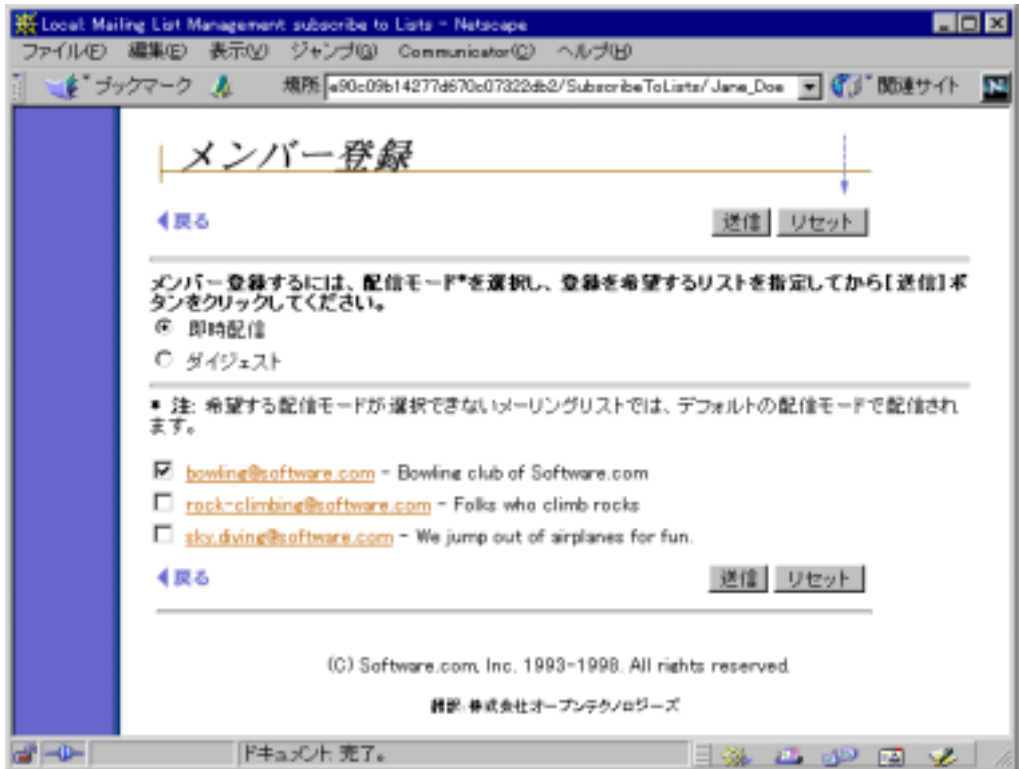 Local: Mailing List Management subscribe to Lists - Netscape
ファイル(F) 編集(E) 表示(V) ジャンプ(G) Communicator(C) ヘルプ(H)
ブックマーク 場所: e90c09b14277d670c07322db2/SubscribeToLists/Jane_Doe 関連サイト
メンバー登録
戻る 送信 リセット
メンバー登録するには、配信モード*を選択し、登録を希望するリストを指定してから[送信]ボ
タンをクリックしてください。
即時配信
ダイジェスト
* 注: 希望する配信モードが選択できないメーリングリストでは、デフォルトの配信モードで配信され
ます。
bowling@software.com - Bowling club of Software.com
rock-climbing@software.com - Folks who climb rocks
sky.diving@software.com - We jump out of airplanes for fun.
戻る 送信 リセット
(C) Software.com, Inc. 1993-1998. All rights reserved.
翻訳:株式会社オープンテクノロジーズ
ドキュメント: 完了。